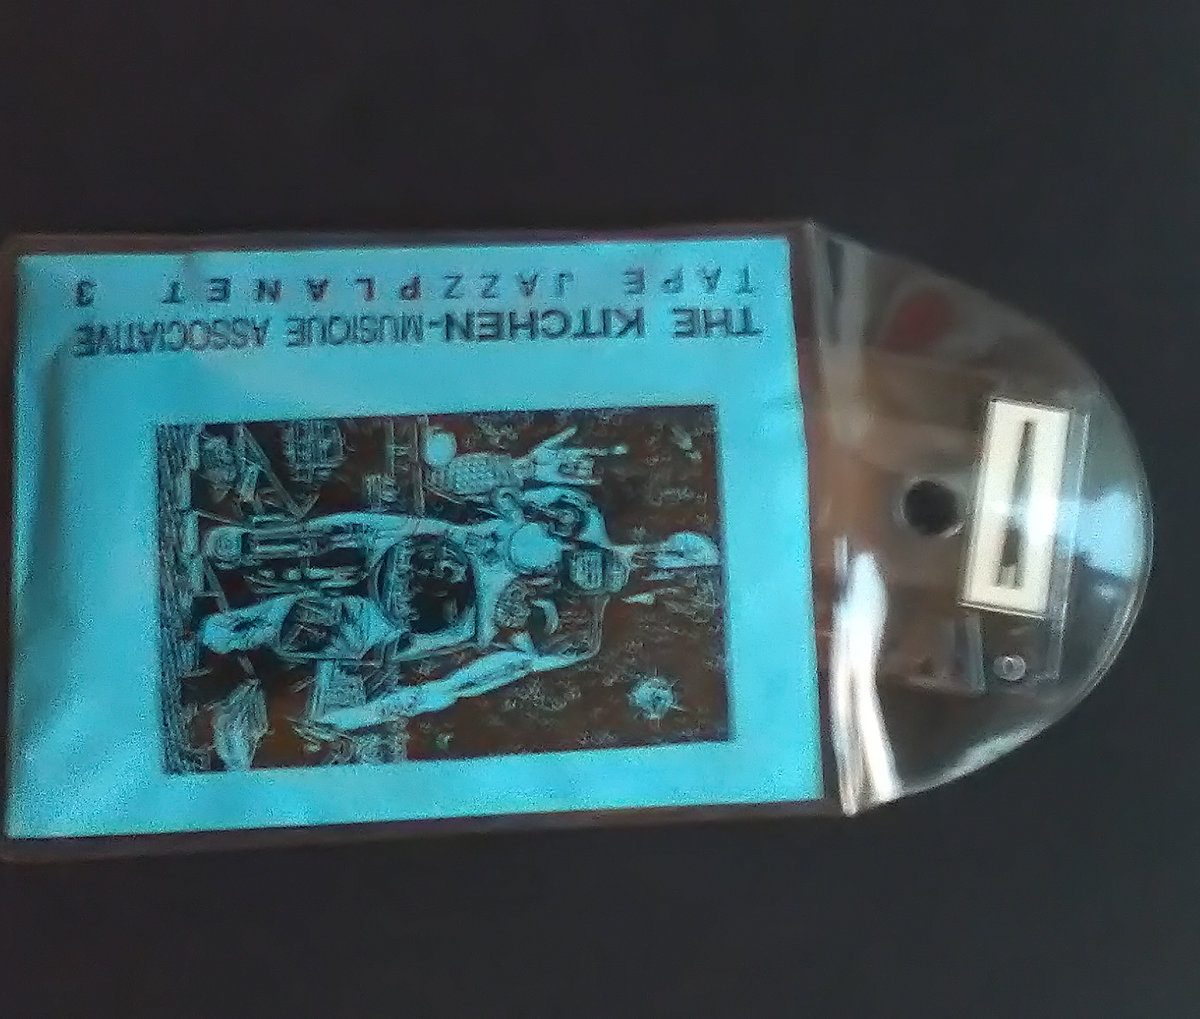 THE KITCHEN-MUSIQUE ASSOCIATIVE
TAPE JAZZPLANET 3